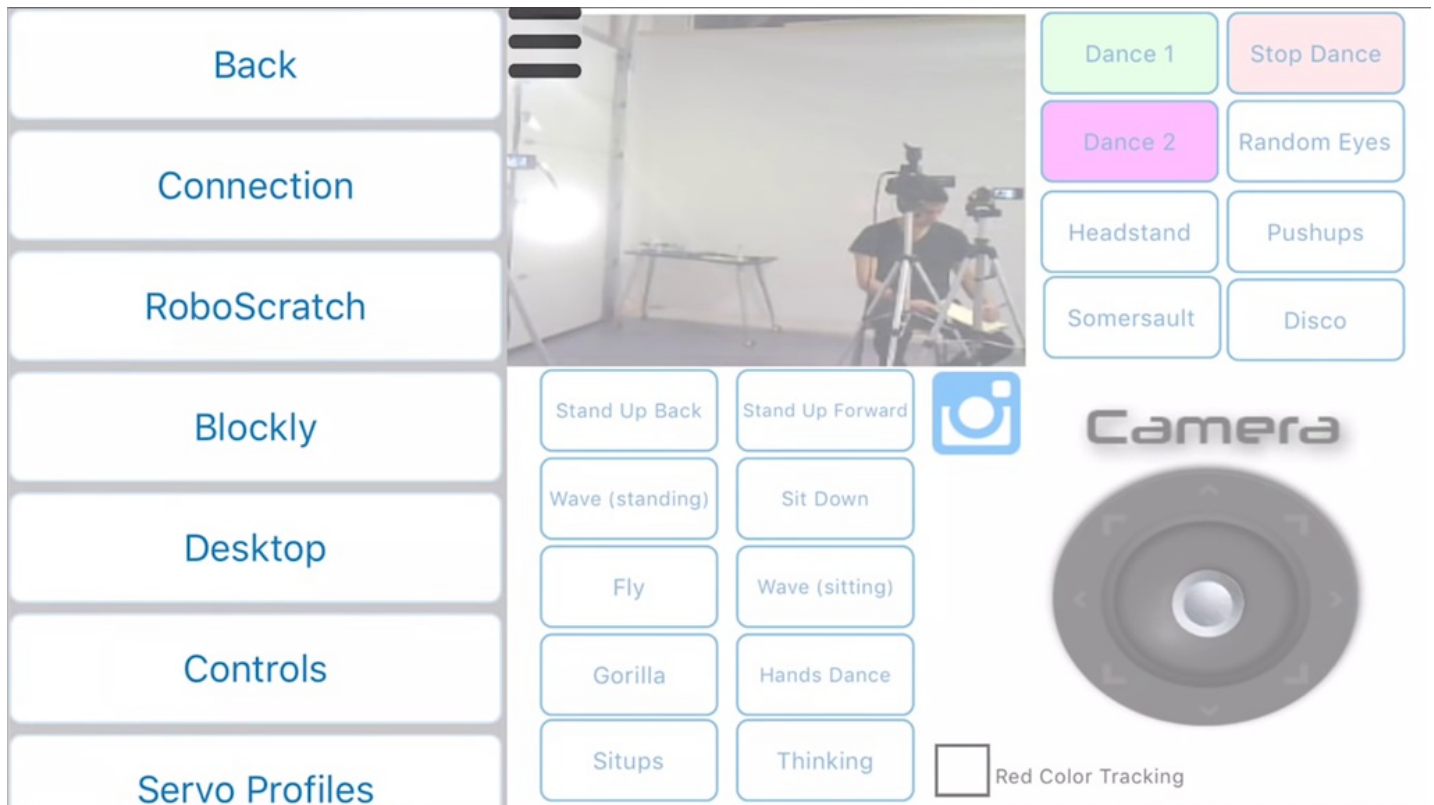 Back
Connection
RoboScratch
Blockly
Desktop
Controls
Servo Profiles
Dance 1
Stop Dance
Dance 2
Random Eyes
Headstand
Pushups
Somersault
Disco
Stand Up Back
Stand Up Forward
Wave (standing)
Sit Down
Fly
Wave (sitting)
Gorilla
Hands Dance
Situps
Thinking
Camera
Red Color Tracking